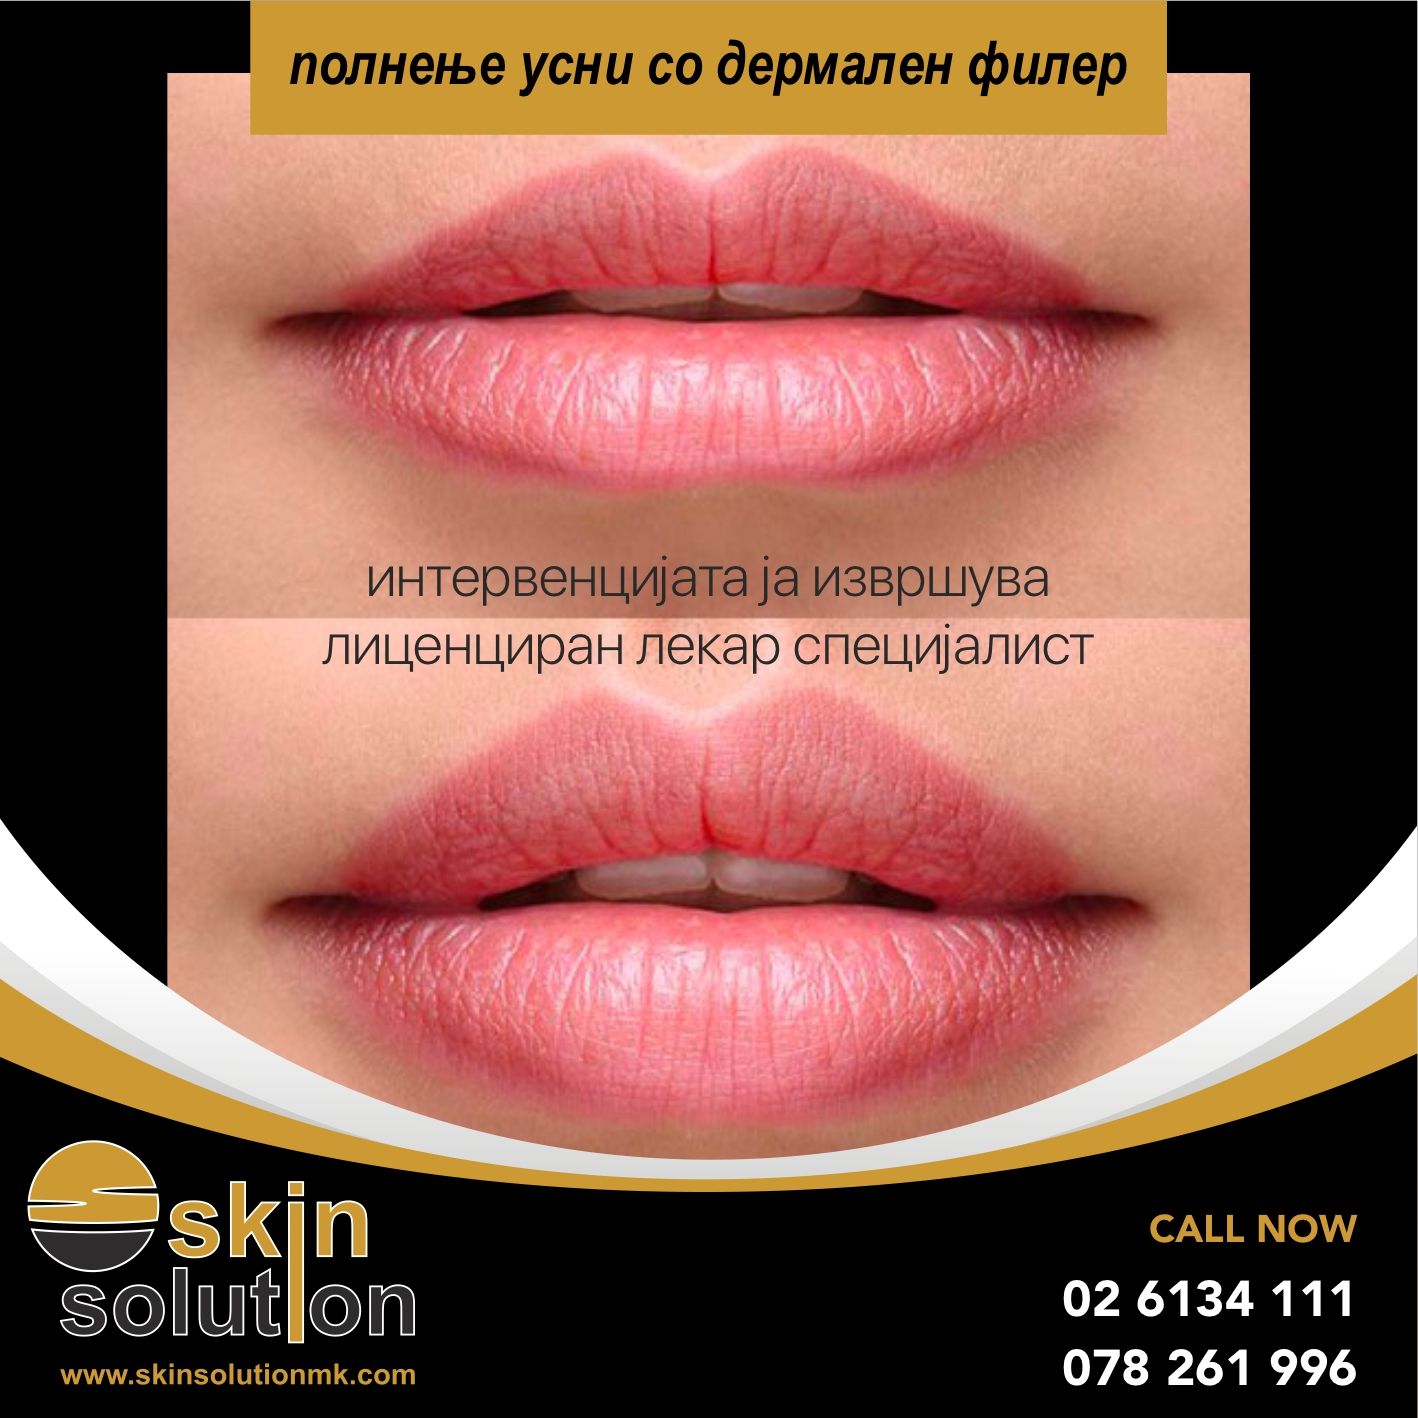 полнење усни со дермален филер
интервенцијата ја извршува
лиценциран лекар специјалист
skin
solution
www.skinsolutionmk.com
CALL NOW
02 6134 111
078 261 996